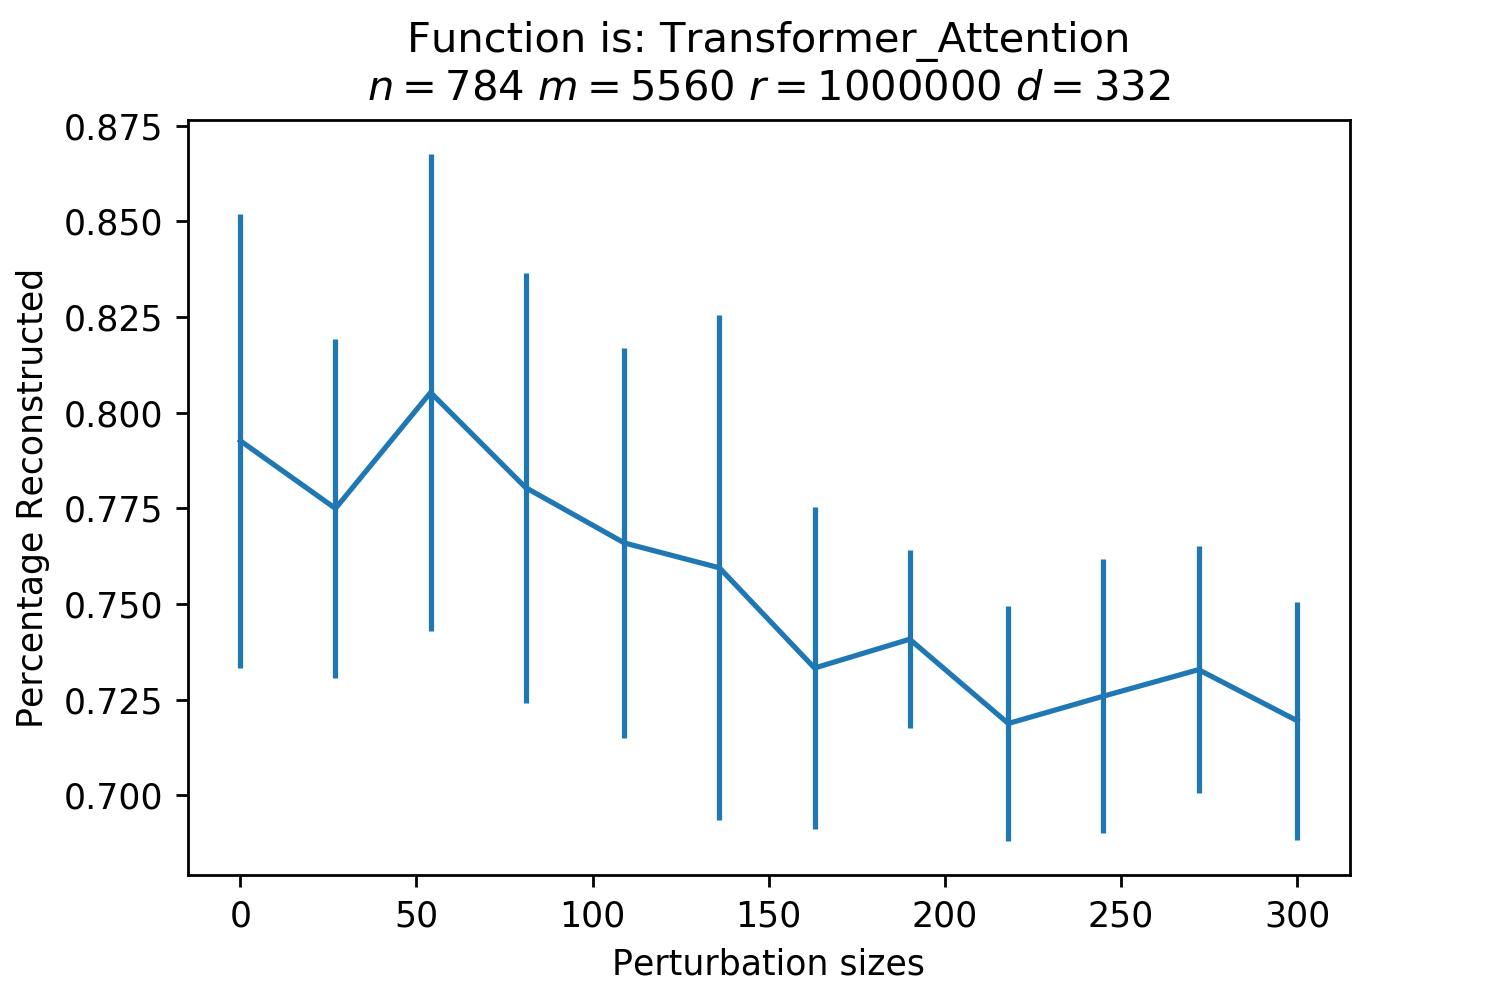 Function is: Transformer_Attention
n = 784 m = 5560 r = 1000000 d = 332
0.875
0.850
0.825
0.800
0.775
0.750
0.725
0.700
Percentage Reconstructed
0 50 100 150 200 250 300
Perturbation sizes